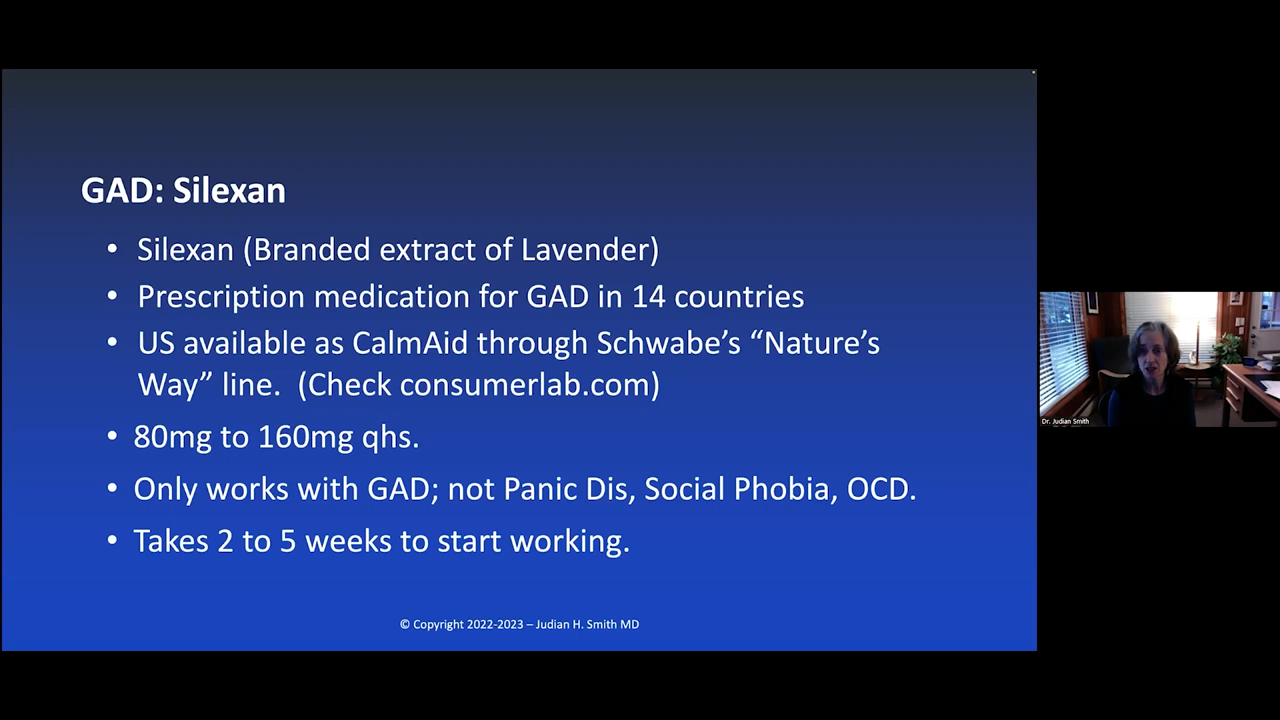 GAD: Silexan
• Silexan (Branded extract of Lavender)
• Prescription medication for GAD in 14 countries
• US available as CalmAid through Schwabe’s “Nature’s
Way” line.  (Check consumerlab.com)
• 80mg to 160mg qhs.
• Only works with GAD; not Panic Dis, Social Phobia, OCD.
• Takes 2 to 5 weeks to start working.
© Copyright 2022-2023 – Judian H. Smith MD
Dr. Judian Smith